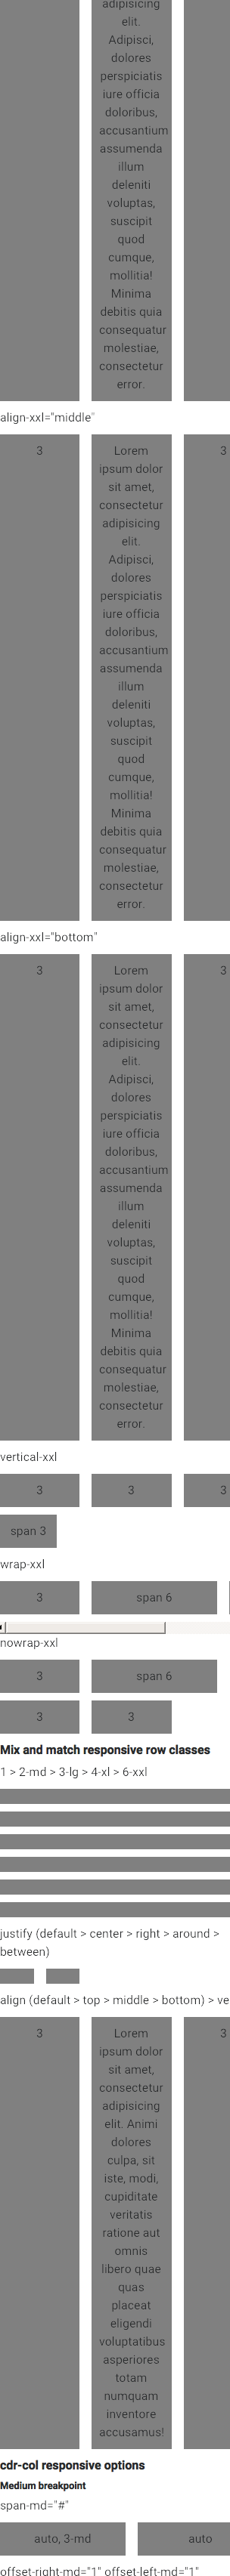 adipisicing
elit.
Adipisci,
dolores
perspiciatis
iure officia
doloribus,
accusantium
assumenda
illum
deleniti
voluptas,
suscipit
quod
cumque,
mollitia!
Minima
debitis quia
consequatur
molestiae,
consectetur
error.
align-xxl="middle"
3 Lorem 3
ipsum dolor
sit amet,
consectetur
adipisicing
elit.
Adipisci,
dolores
perspiciatis
iure officia
doloribus,
accusantium
assumenda
illum
deleniti
voluptas,
suscipit
quod
cumque,
mollitia!
Minima
debitis quia
consequatur
molestiae,
consectetur
error.
align-xxl="bottom"
3 Lorem 3
ipsum dolor
sit amet,
consectetur
adipisicing
elit.
Adipisci,
dolores
perspiciatis
iure officia
doloribus,
accusantium
assumenda
illum
deleniti
voluptas,
suscipit
quod
cumque,
mollitia!
Minima
debitis quia
consequatur
molestiae,
consectetur
error.
vertical-xxl
3 3 3
span 3
wrap-xxl
3 span 6
nowrap-xxl
3 span 6
3 3
Mix and match responsive row classes
1 > 2-md > 3-lg > 4-xl > 6-xxl
justify (default > center > right > around >
between)
align (default > top > middle > bottom) > ve
3 Lorem 3
ipsum dolor
sit amet,
consectetur
adipisicing
elit. Animi
dolores
culpa, sit
iste, modi,
cupiditate
veritatis
ratione aut
omnis
libero quae
quas
placeat
eligendi
voluptatibus
asperiores
totam
numquam
inventore
accusamus!
cdr-col responsive options
Medium breakpoint
span-md="#"
auto, 3-md auto
offset-right-md="1" offset-left-md="1"